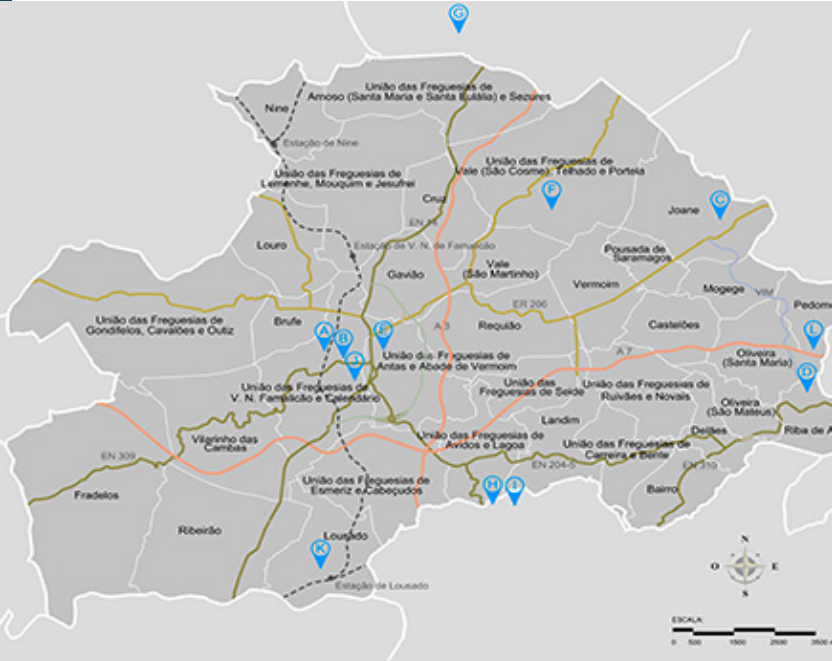 G
União das Freguesias de
Arnoso (Santa Maria e Santa Eulália) e Sezures
Nine
Estação de Nine
União das Freguesias de
Lemenhe, Mouquim e Jesufrei
União das Freguesias de
Vale (São Cosme), Telhado e Portela
F
Cruz
C
Joane
EN 14
Louro
Estação de V. N. de Famalicão
Pousada de
Saramagos
Gavião
Vale
(São Martinho)
Vermoim
Mogege
VIM
Pedom
ER 206
União das Freguesias de
Gondifelos, Cavalões e Outiz
Brufe
A 3
Requião
Castelões
A
B
E
L
J
União das Freguesias de
Antas e Abade de Vermoim
A 7
Oliveira
(Santa Maria)
D
União das Freguesias de
V. N. Famalicão e Calendário
União das
Freguesias de Seide
União das Freguesias de
Ruivães e Novais
Oliveira
(São Mateus)
Landim
Delães
Riba de A
Vilarinho das
Cambas
União das Freguesias de
Avidos e Lagoa
União das Freguesias de
Carreira e Bente
EN 309
EN 204-5
EN 310
Fradelos
União das Freguesias de
Esmeriz e Cabeçudos
H
I
Bairro
Ribeirão
Lousado
K
Estação de Lousado
N
O
E
S
ESCALA:
0 500 1500 2500 3500